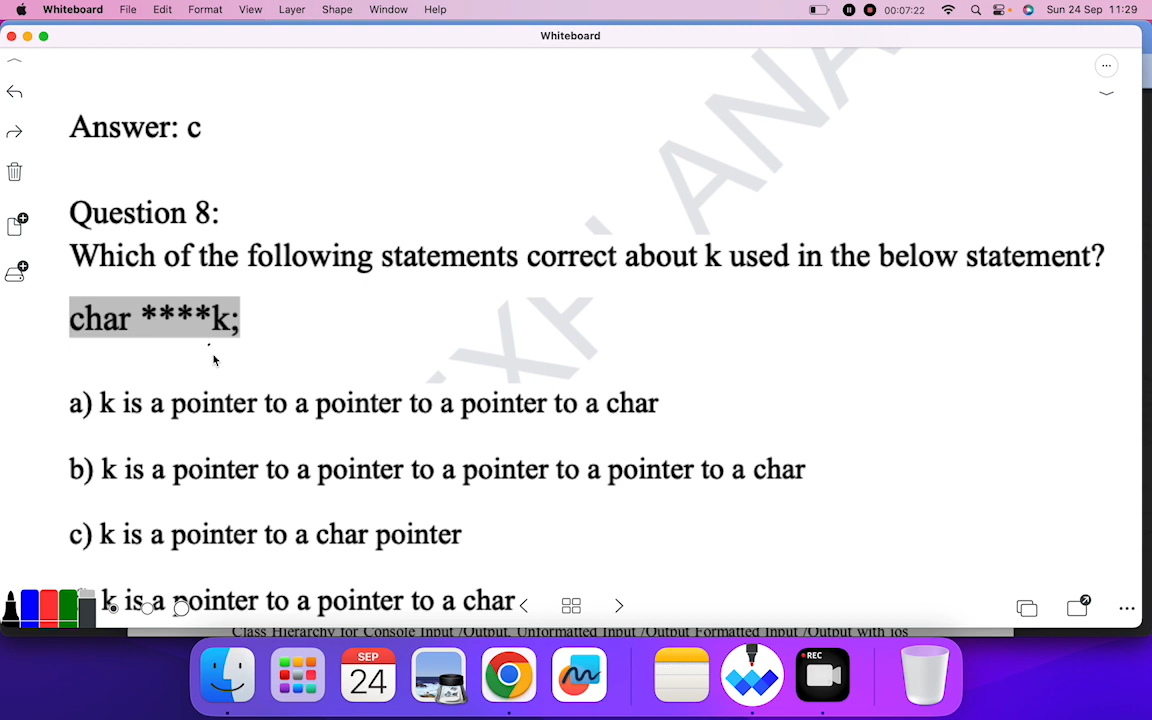 Whiteboard File Edit Format View Layer Shape Window Help 00:07:22 Sun 24 Sep 11:29
Whiteboard
Answer: c
Question 8:
Which of the following statements correct about k used in the below statement?
char ****k;
a) k is a pointer to a pointer to a pointer to a char
b) k is a pointer to a pointer to a pointer to a pointer to a char
c) k is a pointer to a char pointer
k is a pointer to a pointer to a char
Class Hierarchy for Console Input /Output, Unformatted Input /Output Formatted Input /Output with ios
SEP
24
REC